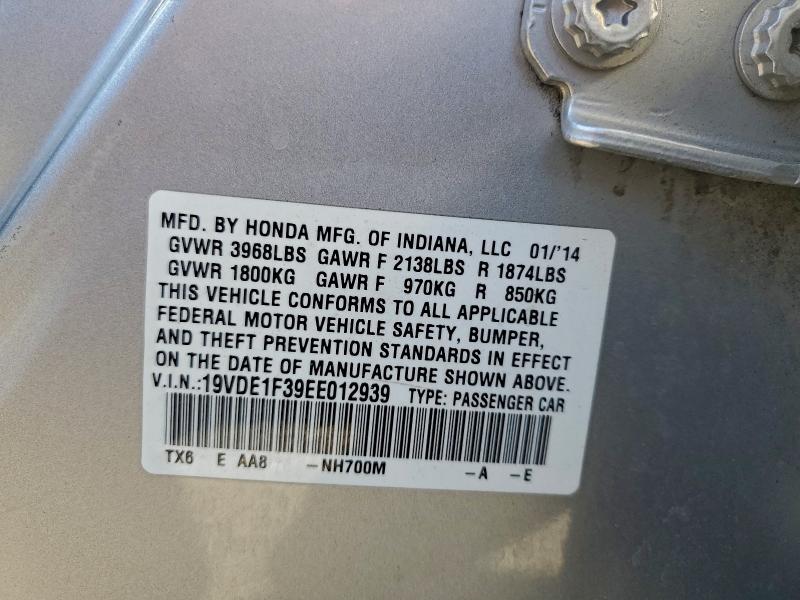 MFD. BY HONDA MFG. OF INDIANA, LLC 01/'14
GVWR 3968LBS GAWR F 2138LBS R 1874LBS
GVWR 1800KG GAWR F 970KG R 850KG
THIS VEHICLE CONFORMS TO ALL APPLICABLE
FEDERAL MOTOR VEHICLE SAFETY, BUMPER,
AND THEFT PREVENTION STANDARDS IN EFFECT
ON THE DATE OF MANUFACTURE SHOWN ABOVE.
V.I.N.:19VDE1F39EE012939 TYPE: PASSENGER CAR
TX6 E AA8 -NH700M -A -E